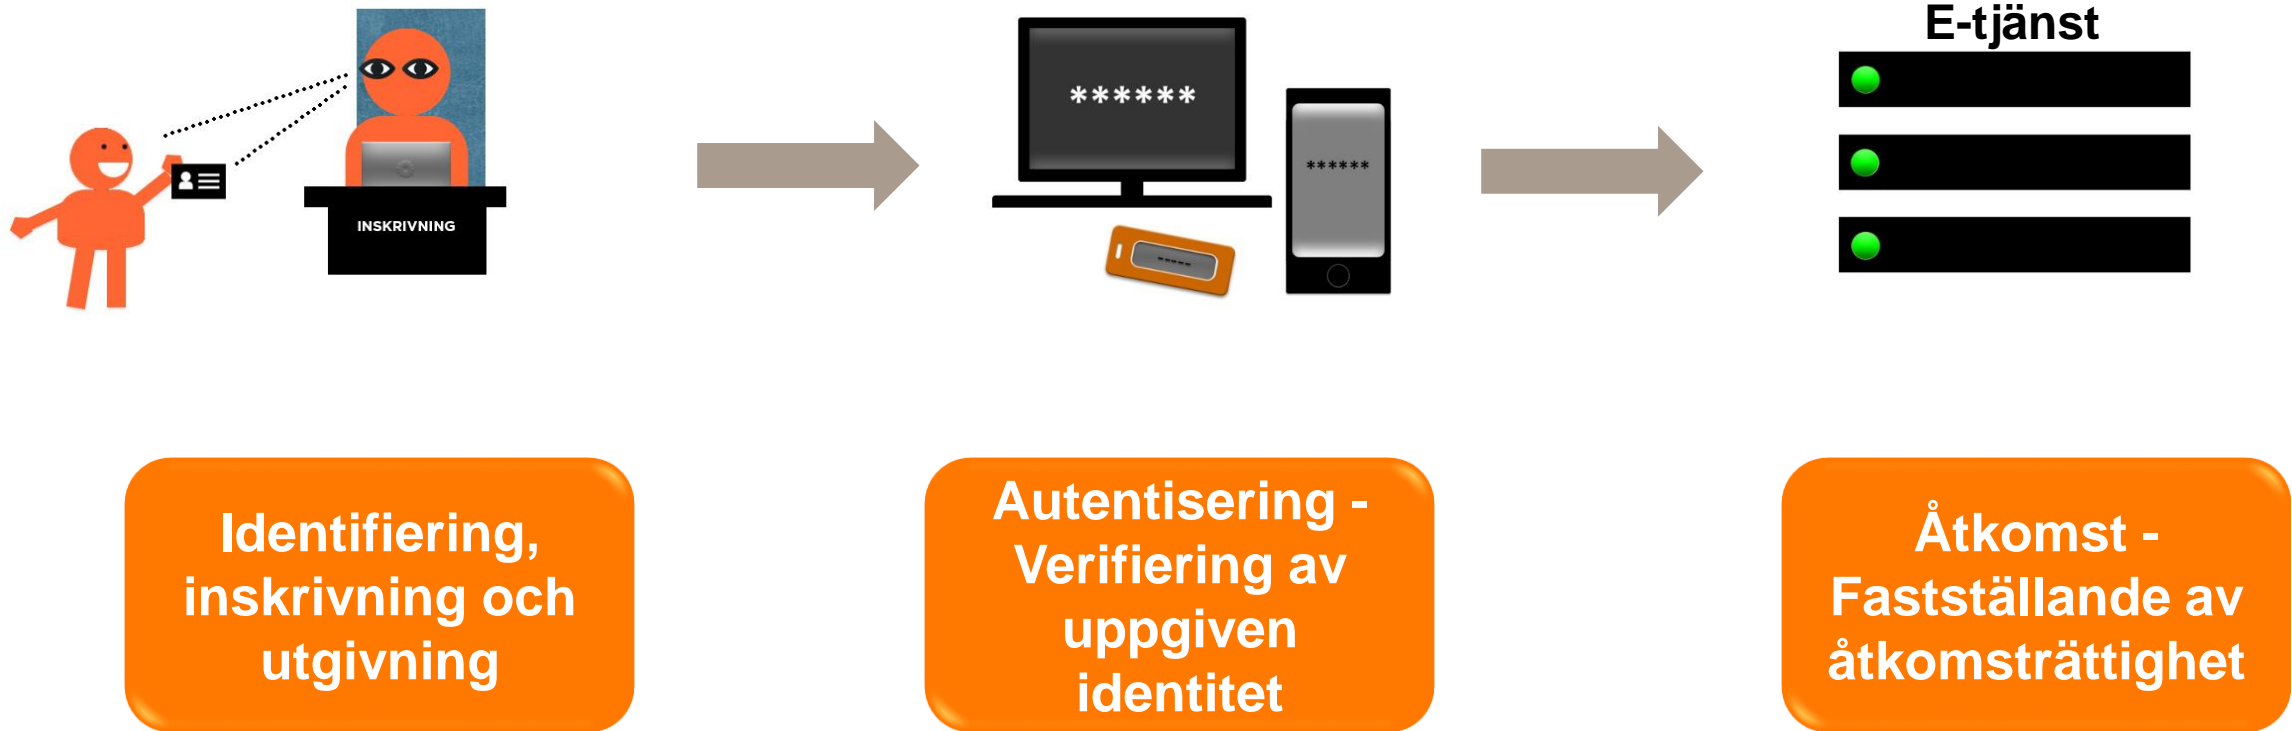 E-tjänst
******
******
-----
INSKRIVNING
Identifiering,
inskrivning och
utgivning
Autentisering -
Verifiering av
uppgiven
identitet
Åtkomst -
Fastställande av
åtkomsträttighet